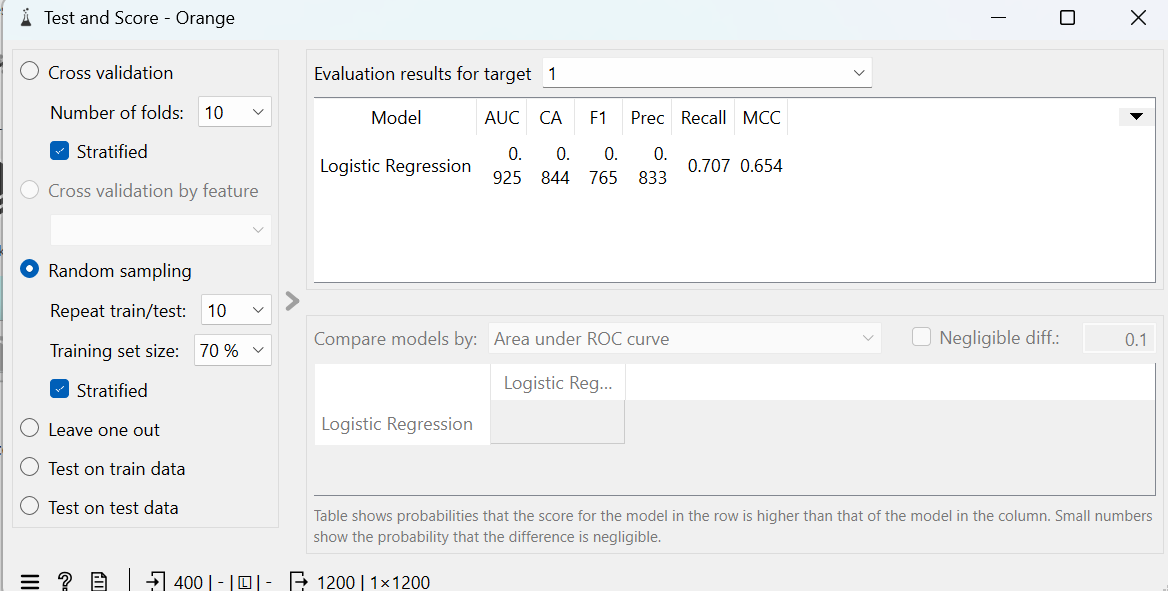 Test and Score - Orange
Cross validation
Number of folds: 10
Stratified
Cross validation by feature
Random sampling
Repeat train/test: 10
Training set size: 70 %
Stratified
Leave one out
Test on train data
Test on test data
Evaluation results for target 1
Model AUC CA F1 Prec Recall MCC
Logistic Regression 0.925 0.844 0.765 0.833 0.707 0.654
Compare models by: Area under ROC curve Negligible diff.: 0.1
Logistic Reg...
Logistic Regression
Table shows probabilities that the score for the model in the row is higher than that of the model in the column. Small numbers
show the probability that the difference is negligible.
400 | - | L | - 1200 | 1×1200